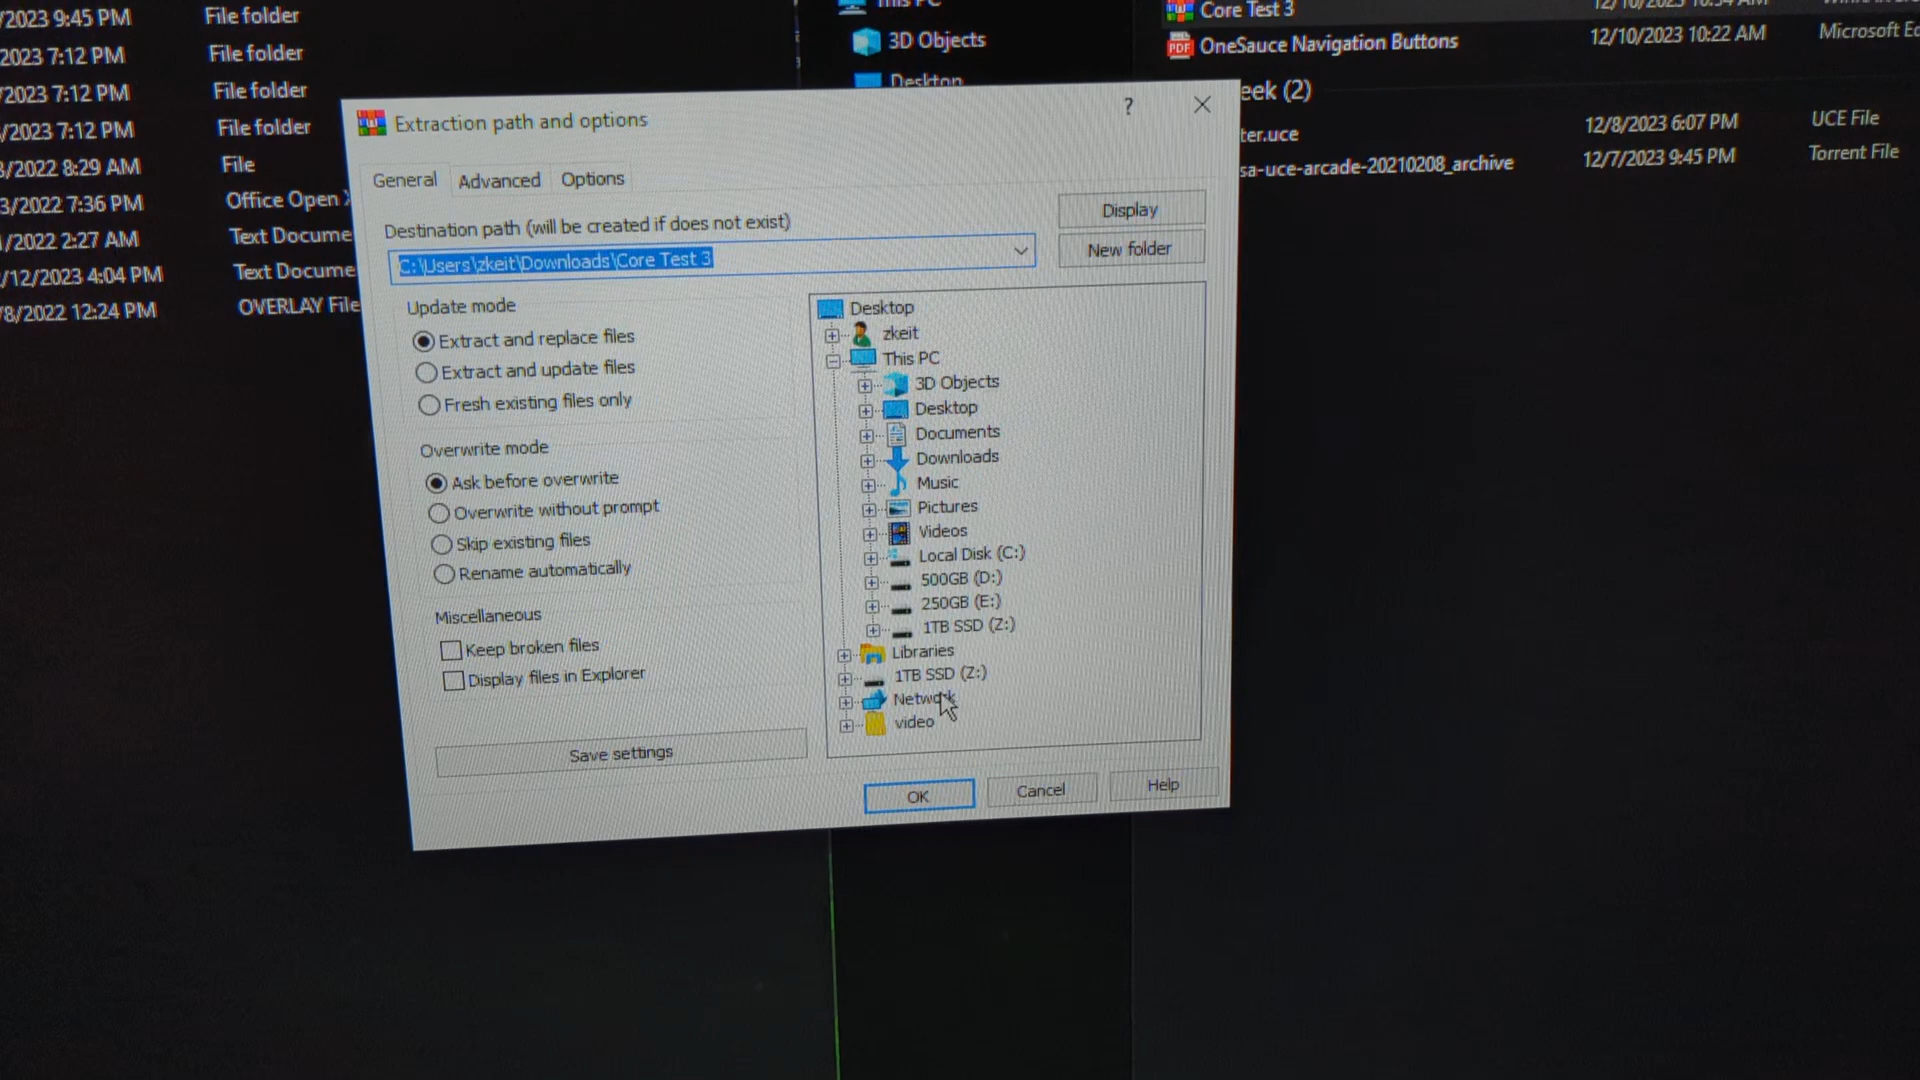 9:45 PM File folder
2023 7:12 PM File folder
2023 7:12 PM File folder
/2023 7:12 PM File folder
/2022 8:29 AM File
3/2022 7:36 PM Office Open
/2022 2:27 AM Text Docume
/12/2023 4:04 PM Text Docume
/8/2022 12:24 PM OVERLAY File
This PC
3D Objects
Desktop
Core Test 3
OneSauce Navigation Buttons 12/10/2023 10:22 AM Microsoft Ed
eek (2)
ter.uce 12/8/2023 6:07 PM UCE File
sa-uce-arcade-20210208_archive 12/7/2023 9:45 PM Torrent File
Extraction path and options
?
General Advanced Options
Destination path (will be created if does not exist)
C:\Users\zkeit\Downloads\Core Test 3
Display
New folder
Update mode
Extract and replace files
Extract and update files
Fresh existing files only
Overwrite mode
Ask before overwrite
Overwrite without prompt
Skip existing files
Rename automatically
Miscellaneous
Keep broken files
Display files in Explorer
Save settings
Desktop
zkeit
This PC
3D Objects
Desktop
Documents
Downloads
Music
Pictures
Videos
Local Disk (C:)
500GB (D:)
250GB (E:)
1TB SSD (Z:)
Libraries
1TB SSD (Z:)
Network
video
OK
Cancel
Help